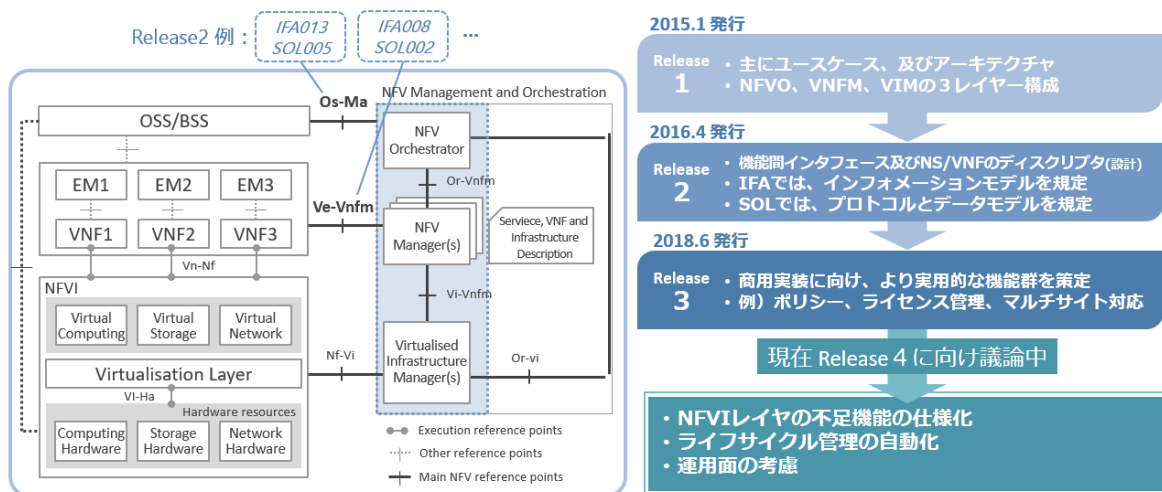 Release2 例：
IFA013
SOL005
IFA008
SOL002
…
Os-Ma
NFV Management and Orchestration
OSS/BSS
NFV
Orchestrator
EM1
EM2
EM3
Or-Vnfm
Ve-Vnfm
VNF1
VNF2
VNF3
NFV
Manager(s)
Serviece, VNF and
Infrastructure
Description
Vn-Nf
NFVI
Vi-Vnfm
Virtual
Computing
Virtual
Storage
Virtual
Network
Nf-Vi
Virtualised
Infrastructure
Manager(s)
Or-vi
Virtualisation Layer
VI-Ha
Hardware resources
Computing
Hardware
Storage
Hardware
Network
Hardware
Execution reference points
Other reference points
Main NFV reference points
2015.1 発行
Release
1
・主にユースケース、及びアーキテクチャ
・NFVO、VNFM、VIMの３レイヤー構成
2016.4 発行
Release
2
・機能間インタフェース及びNS/VNFのディスクリプタ(設計)
・IFAでは、インフォメーションモデルを規定
・SOLでは、プロトコルとデータモデルを規定
2018.6 発行
Release
3
・商用実装に向け、より実用的な機能群を策定
・例）ポリシー、ライセンス管理、マルチサイト対応
現在 Release４に向け議論中
・NFVIレイヤの不足機能の仕様化
・ライフサイクル管理の自動化
・運用面の考慮